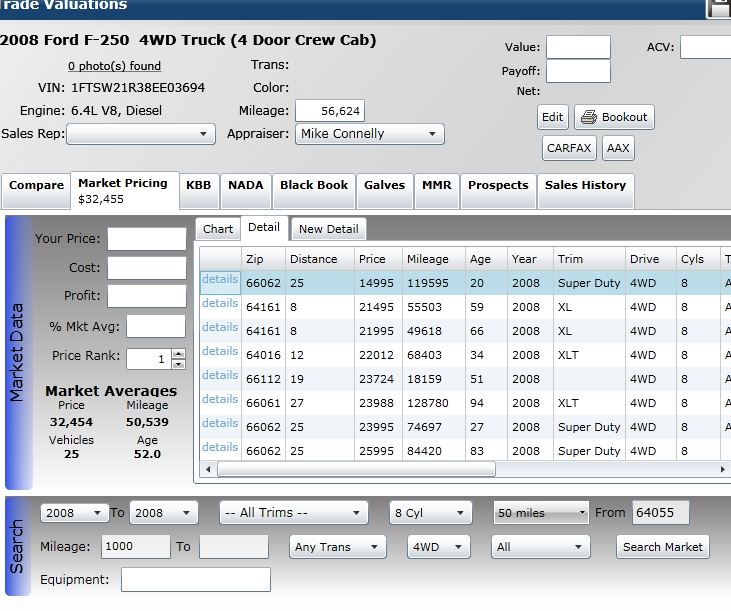 Trade Valuations
2008 Ford F-250 4WD Truck (4 Door Crew Cab)
Value: ACV:
0 photo(s) found Trans:
Payoff:
VIN: 1FTSW21R38EE03694 Color:
Net:
Engine: 6.4L V8, Diesel Mileage: 56,624
Edit Bookout
Sales Rep: Appraiser: Mike Connelly
CARFAX AAX
Compare Market Pricing KBB NADA Black Book Galves MMR Prospects Sales History
$32,455
Market Data
Chart Detail New Detail
Your Price:
Cost:
Profit:
% Mkt Avg:
Price Rank: 1
Market Averages
Price Mileage
32,454 50,539
Vehicles Age
25 52.0
Zip Distance Price Mileage Age Year Trim Drive Cyls T
details 66062 25 14995 119595 20 2008 Super Duty 4WD 8 A
details 64161 8 21495 55503 59 2008 XL 4WD 8 A
details 64161 8 21995 49618 66 2008 XL 4WD 8 A
details 64016 12 22012 68403 34 2008 XLT 4WD 8 A
details 66112 19 23724 18159 51 2008 4WD 8 A
details 66061 27 23988 128780 94 2008 XLT 4WD 8 A
details 66062 25 23995 74697 27 2008 Super Duty 4WD 8 A
details 66062 25 25995 84420 83 2008 Super Duty 4WD 8
Search
2008 To 2008 -- All Trims -- 8 Cyl 50 miles From 64055
Mileage: 1000 To Any Trans 4WD All Search Market
Equipment: